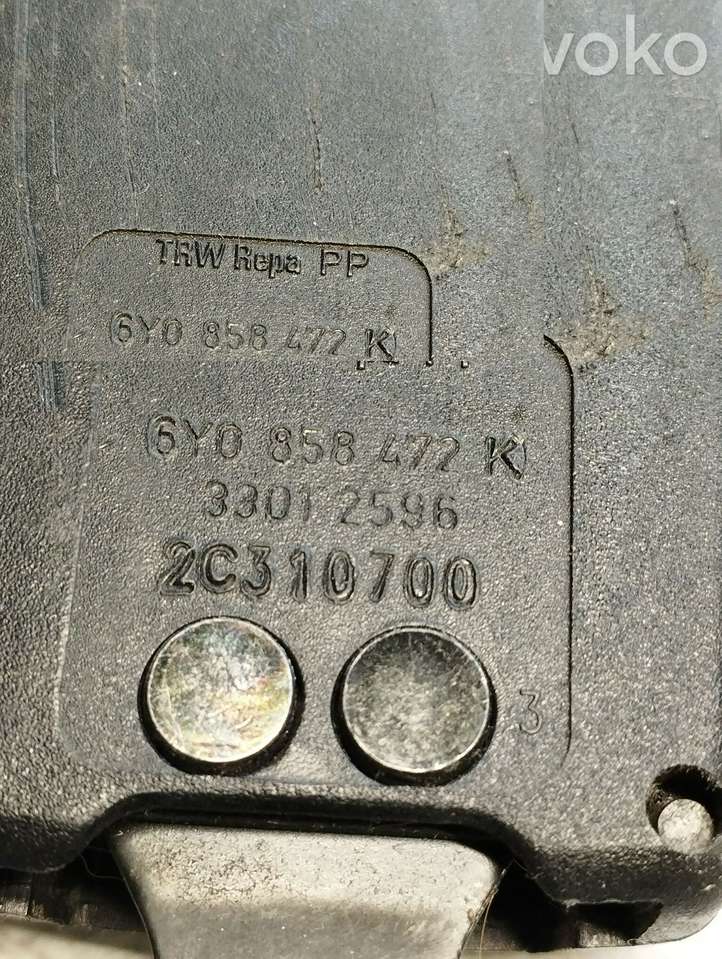 voko
TRW Repa PP
6Y0 858 472 K
6Y0 858 472 K
33012596
2C310700
3